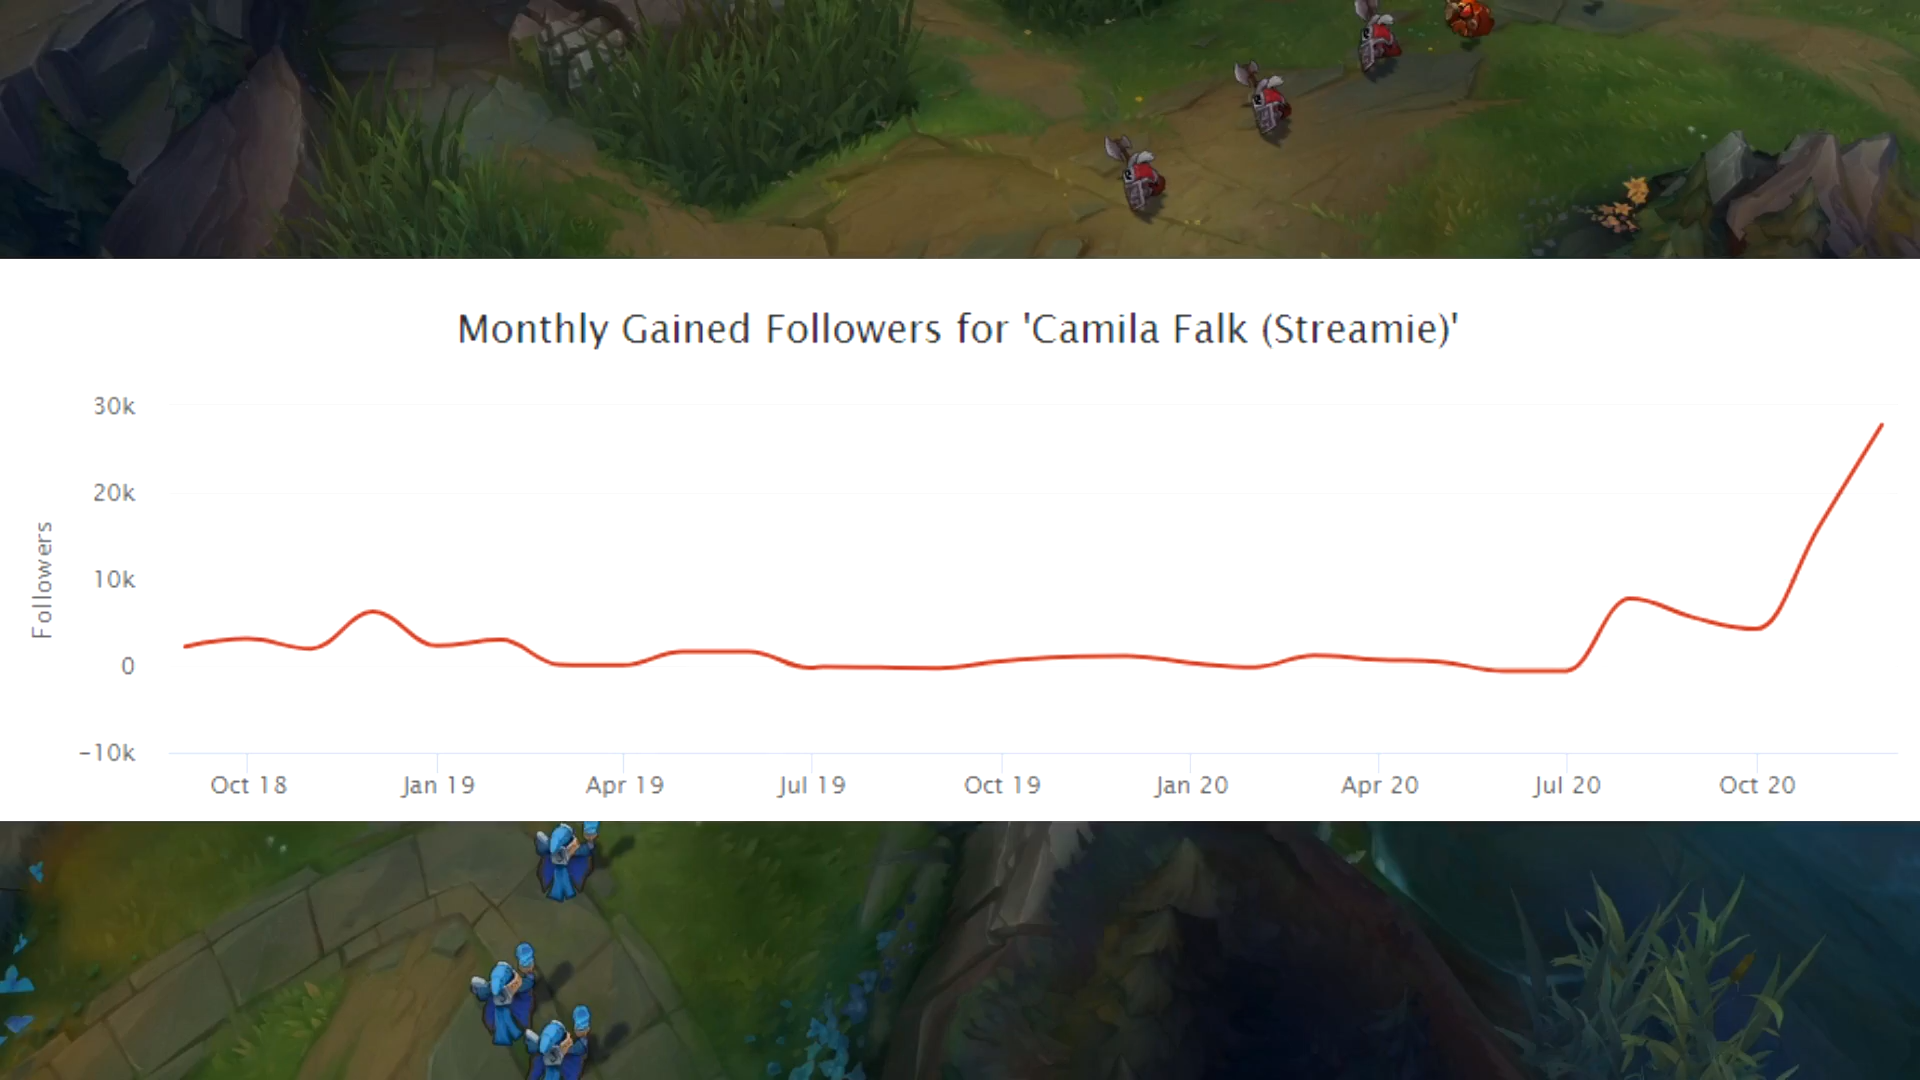 Monthly Gained Followers for 'Camila Falk (Streamie)'
Followers
30k
20k
10k
0
-10k
Oct 18 Jan 19 Apr 19 Jul 19 Oct 19 Jan 20 Apr 20 Jul 20 Oct 20